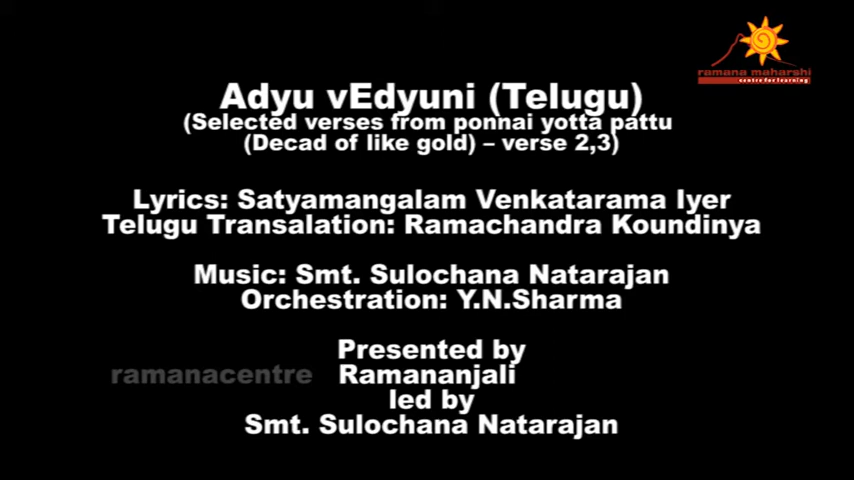 ramana maharshi
centre for learning
Adyu vEdyuni (Telugu)
(Selected verses from ponnai yotta pattu
(Decad of like gold) – verse 2,3)
Lyrics: Satyamangalam Venkatarama Iyer
Telugu Transalation: Ramachandra Koundinya
Music: Smt. Sulochana Natarajan
Orchestration: Y.N.Sharma
Presented by
ramanacentre Ramananjali
led by
Smt. Sulochana Natarajan